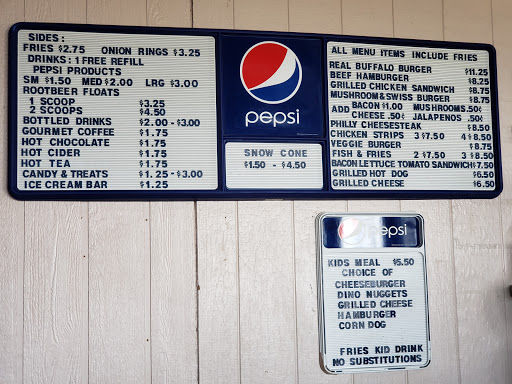 SIDES:
FRIES $2.75 ONION RINGS $3.25
DRINKS: 1 FREE REFILL
PEPSI PRODUCTS
SM $1.50 MED $2.00 LRG $3.00
ROOTBEER FLOATS
1 SCOOP $3.25
2 SCOOPS $4.50
BOTTLED DRINKS $2.00 - $3.00
GOURMET COFFEE $1.75
HOT CHOCOLATE $1.75
HOT CIDER $1.75
HOT TEA $1.75
CANDY & TREATS $1.25 - $3.00
ICE CREAM BAR $1.25
pepsi
SNOW CONE
$1.50 - $4.50
ALL MENU ITEMS INCLUDE FRIES
REAL BUFFALO BURGER $11.25
BEEF HAMBURGER $8.25
GRILLED CHICKEN SANDWICH $8.75
MUSHROOM & SWISS BURGER $8.75
ADD BACON $1.00 MUSHROOMS .50¢
CHEESE .50¢ JALAPENOS .50¢
PHILLY CHEESESTEAK $8.50
CHICKEN STRIPS 3 $7.50 4 $8.50
VEGGIE BURGER $8.75
FISH & FRIES 2 $7.50 3 $8.50
BACON LETTUCE TOMATO SANDWICH $7.50
GRILLED HOT DOG $6.50
GRILLED CHEESE $6.50
pepsi
KIDS MEAL $5.50
CHOICE OF
CHEESEBURGER
DINO NUGGETS
GRILLED CHEESE
HAMBURGER
CORN DOG
FRIES KID DRINK
NO SUBSTITUTIONS